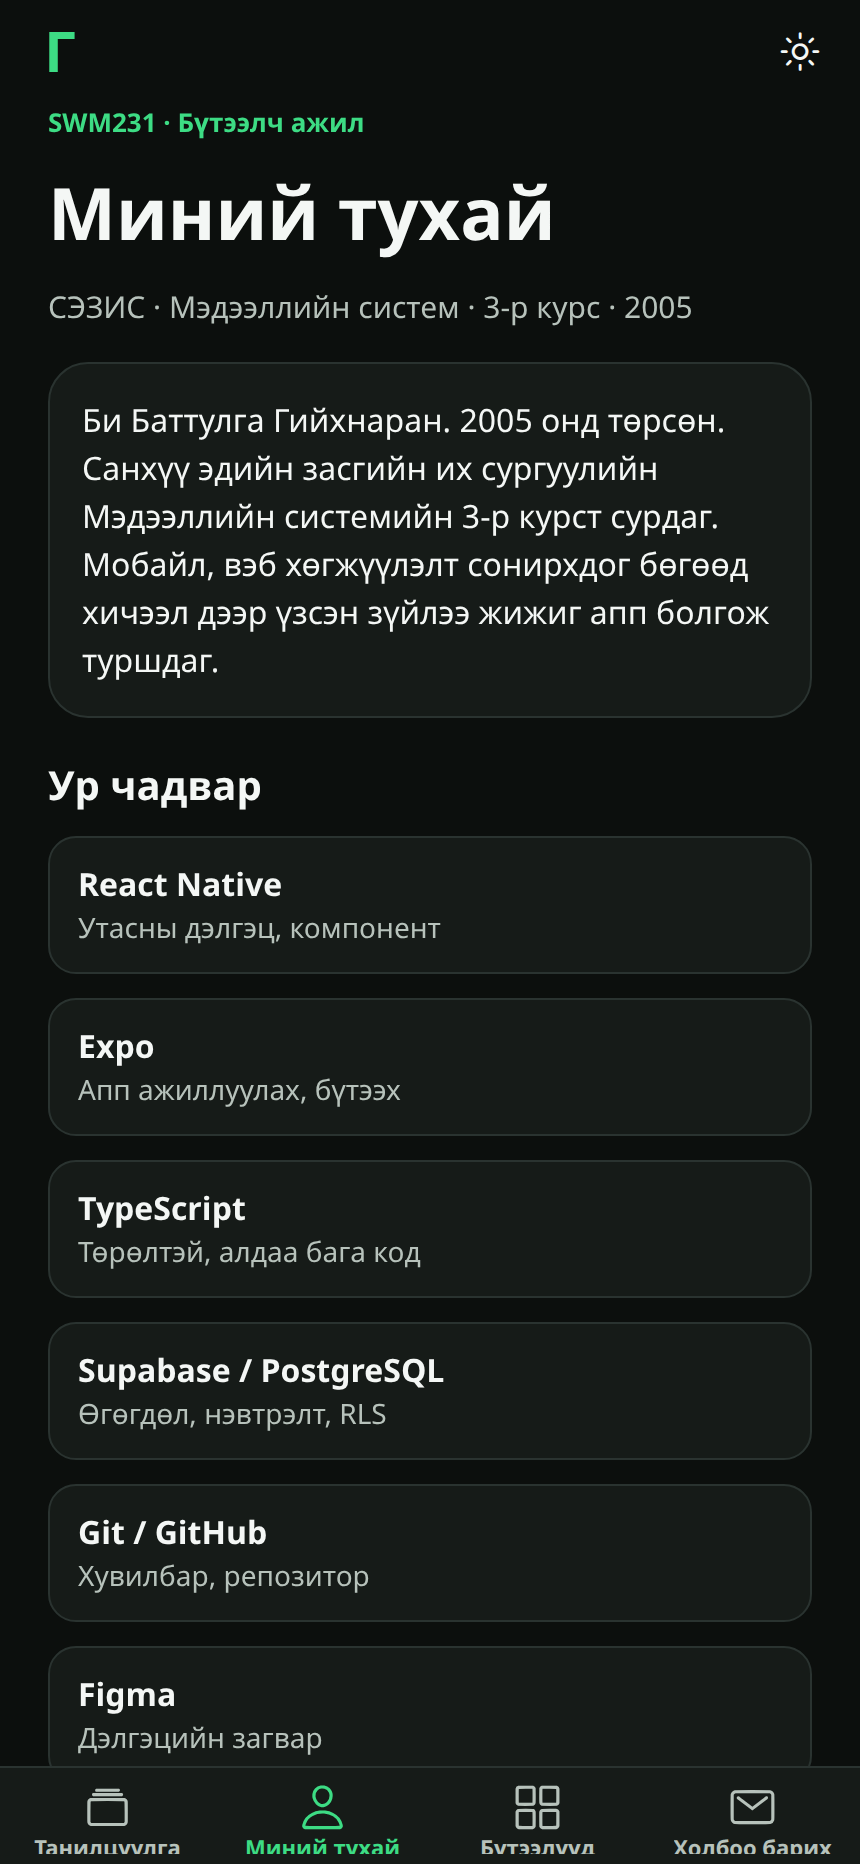 Г
SWM231 · Бүтээлч ажил
Миний тухай
СЭЗИС · Мэдээллийн систем · 3-р курс · 2005
Би Баттулга Гийхнаран. 2005 онд төрсөн.
Санхүү эдийн засгийн их сургуулийн
Мэдээллийн системийн 3-р курст сурдаг.
Мобайл, вэб хөгжүүлэлт сонирхдог бөгөөд
хичээл дээр үзсэн зүйлээ жижиг апп болгож
туршдаг.
Ур чадвар
React Native
Утасны дэлгэц, компонент
Expo
Апп ажиллуулах, бүтээх
TypeScript
Төрөлтэй, алдаа бага код
Supabase / PostgreSQL
Өгөгдөл, нэвтрэлт, RLS
Git / GitHub
Хувилбар, репозитор
Figma
Дэлгэцийн загвар
Танилцуулга
Миний тухай
Бүтээлүүд
Холбоо барих